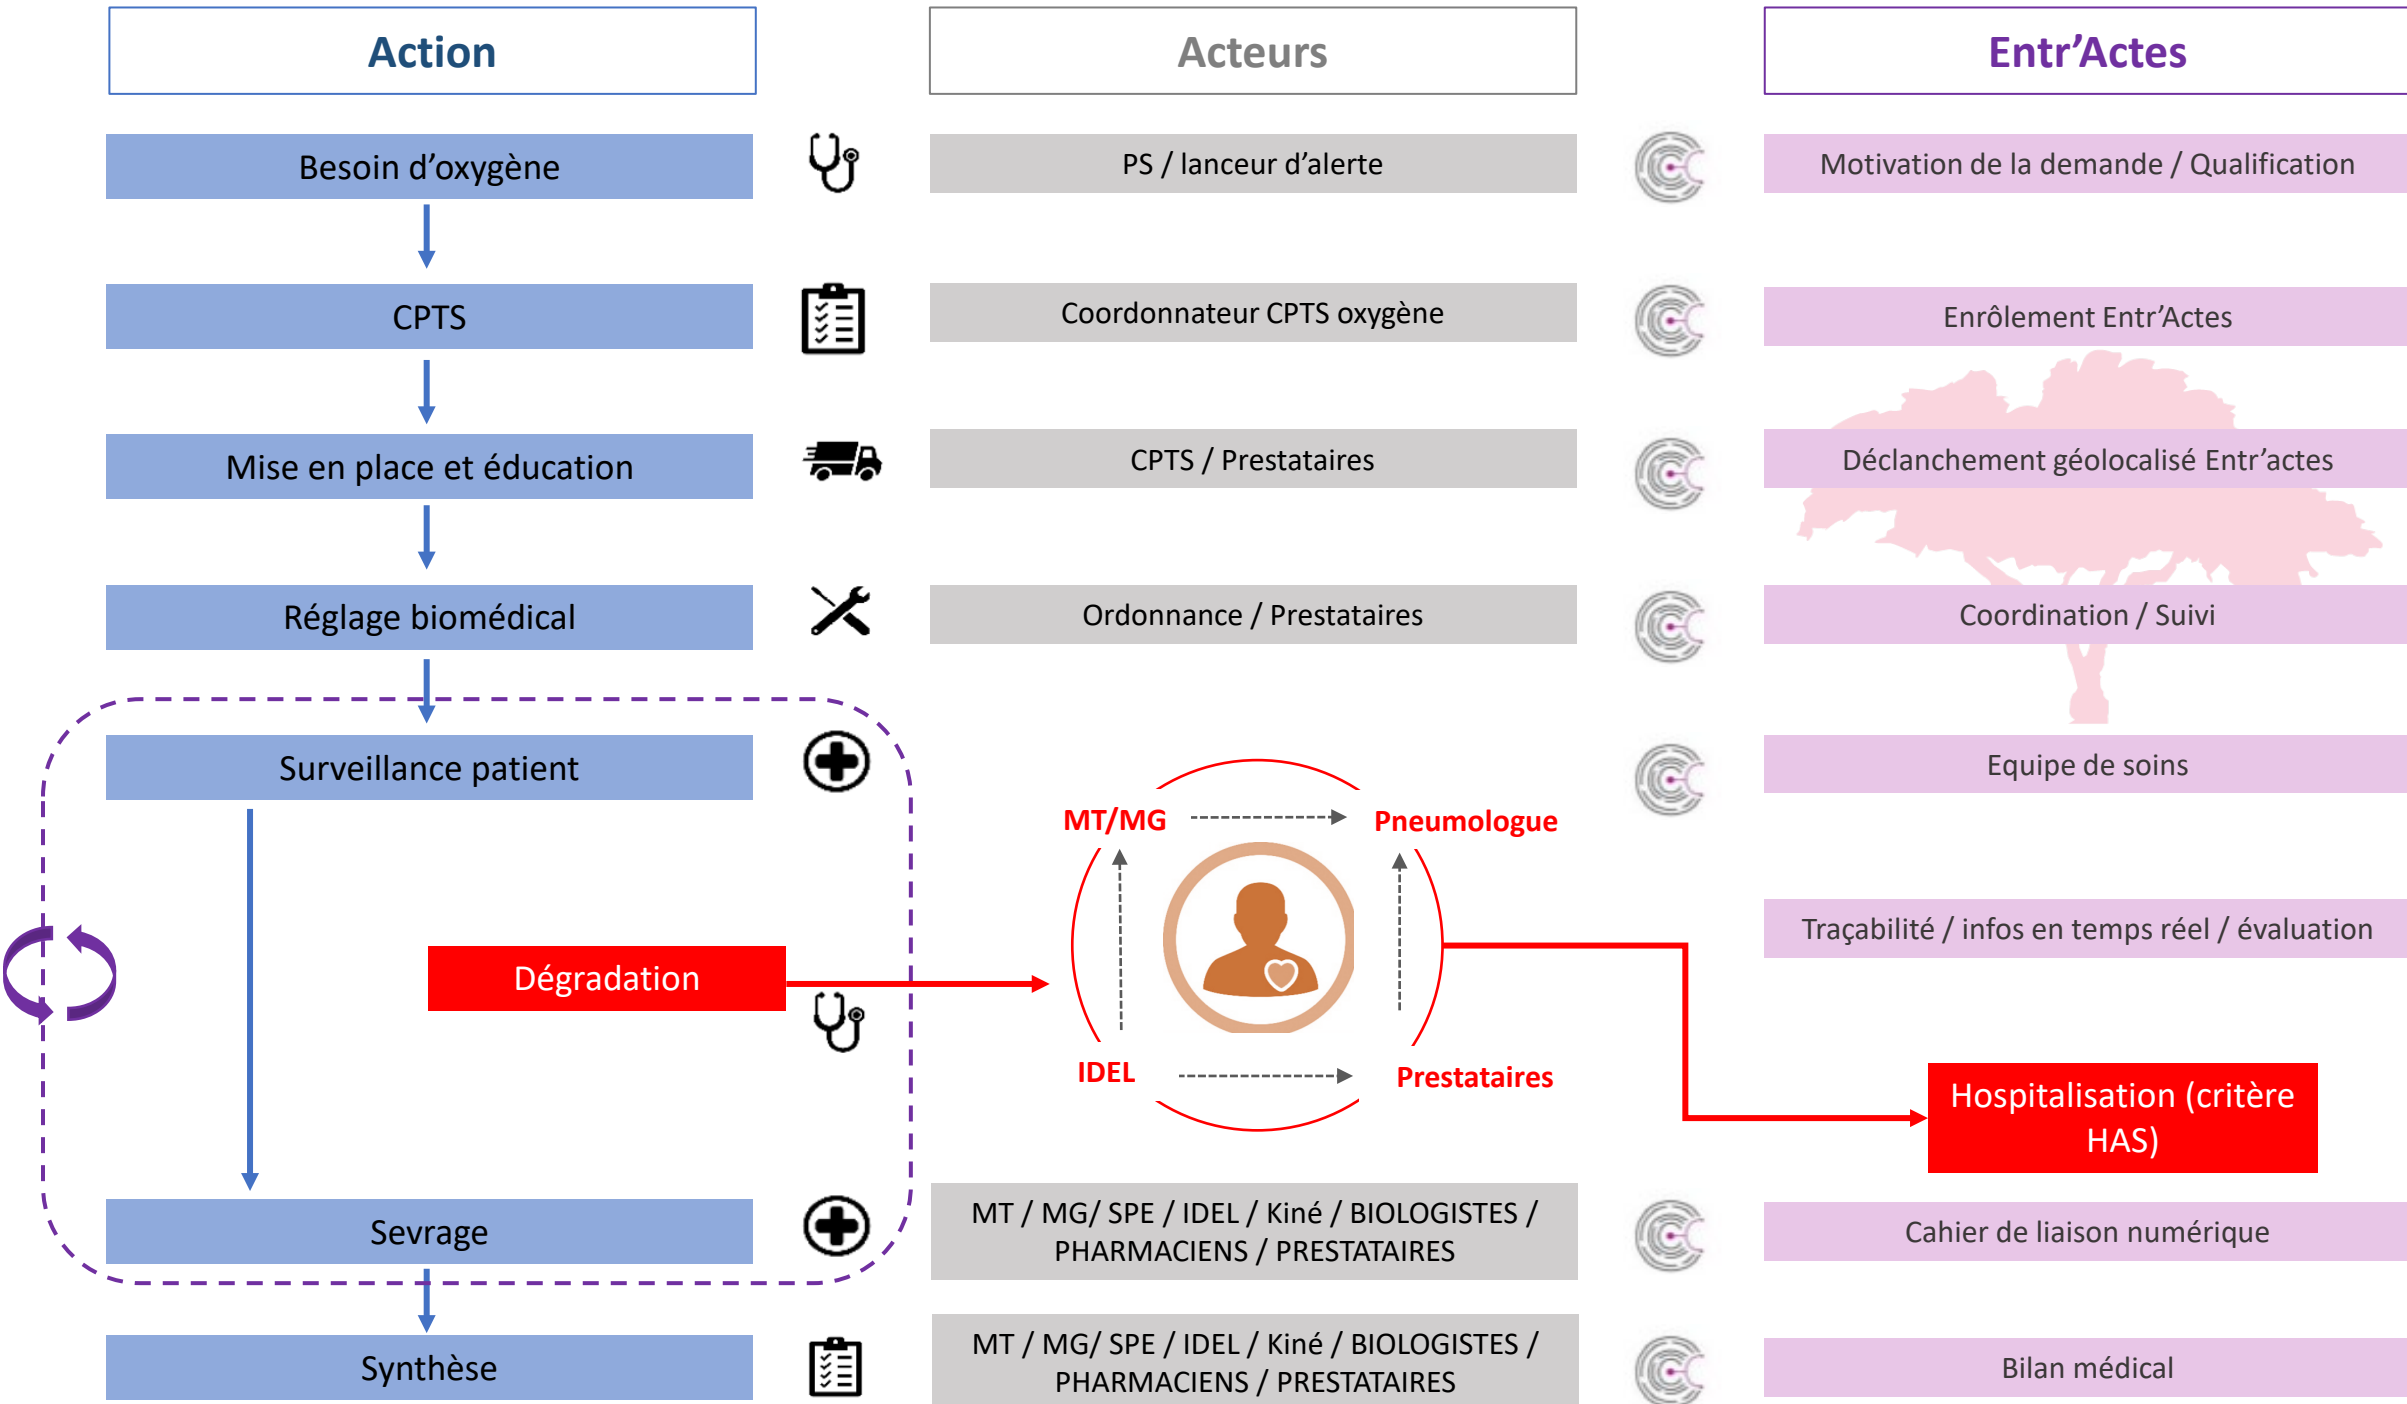 Action
Acteurs
Entr’Actes
Besoin d’oxygène
PS / lanceur d’alerte
Motivation de la demande / Qualification
CPTS
Coordonnateur CPTS oxygène
Enrôlement Entr’Actes
Mise en place et éducation
CPTS / Prestataires
Déclanchement géolocalisé Entr’actes
Réglage biomédical
Ordonnance / Prestataires
Coordination / Suivi
Surveillance patient
Equipe de soins
MT/MG
Pneumologue
Traçabilité / infos en temps réel / évaluation
Dégradation
IDEL
Prestataires
Hospitalisation (critère
HAS)
Sevrage
MT / MG/ SPE / IDEL / Kiné / BIOLOGISTES /
PHARMACIENS / PRESTATAIRES
Cahier de liaison numérique
Synthèse
MT / MG/ SPE / IDEL / Kiné / BIOLOGISTES /
PHARMACIENS / PRESTATAIRES
Bilan médical